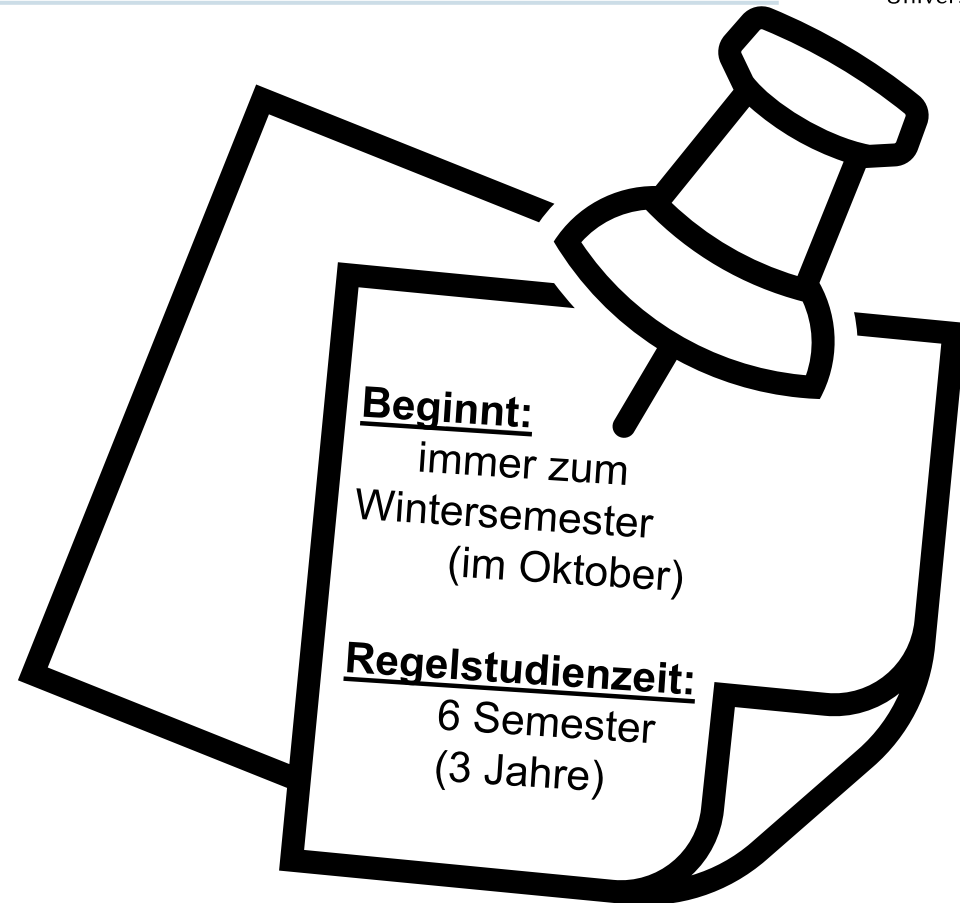 Beginnt:
immer zum
Wintersemester
(im Oktober)
Regelstudienzeit:
6 Semester
(3 Jahre)